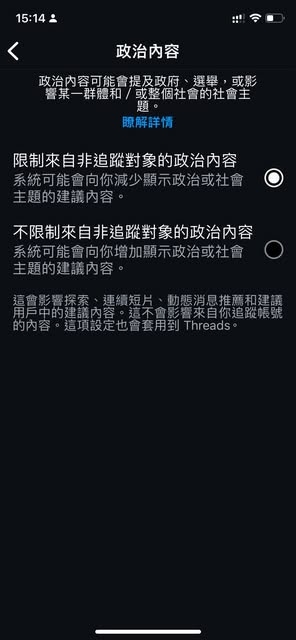 15:14
政治內容
政治內容可能會提及政府、選舉，或影
響某一群體和 / 或整個社會的社會主
題。
瞭解詳情
限制來自非追蹤對象的政治內容
系統可能會向你減少顯示政治或社會
主題的建議內容。
不限制來自非追蹤對象的政治內容
系統可能會向你增加顯示政治或社會
主題的建議內容。
這會影響探索、連續短片、動態消息推薦和建議
用戶中的建議內容。這不會影響來自你追蹤帳號
的內容。這項設定也會套用到 Threads。